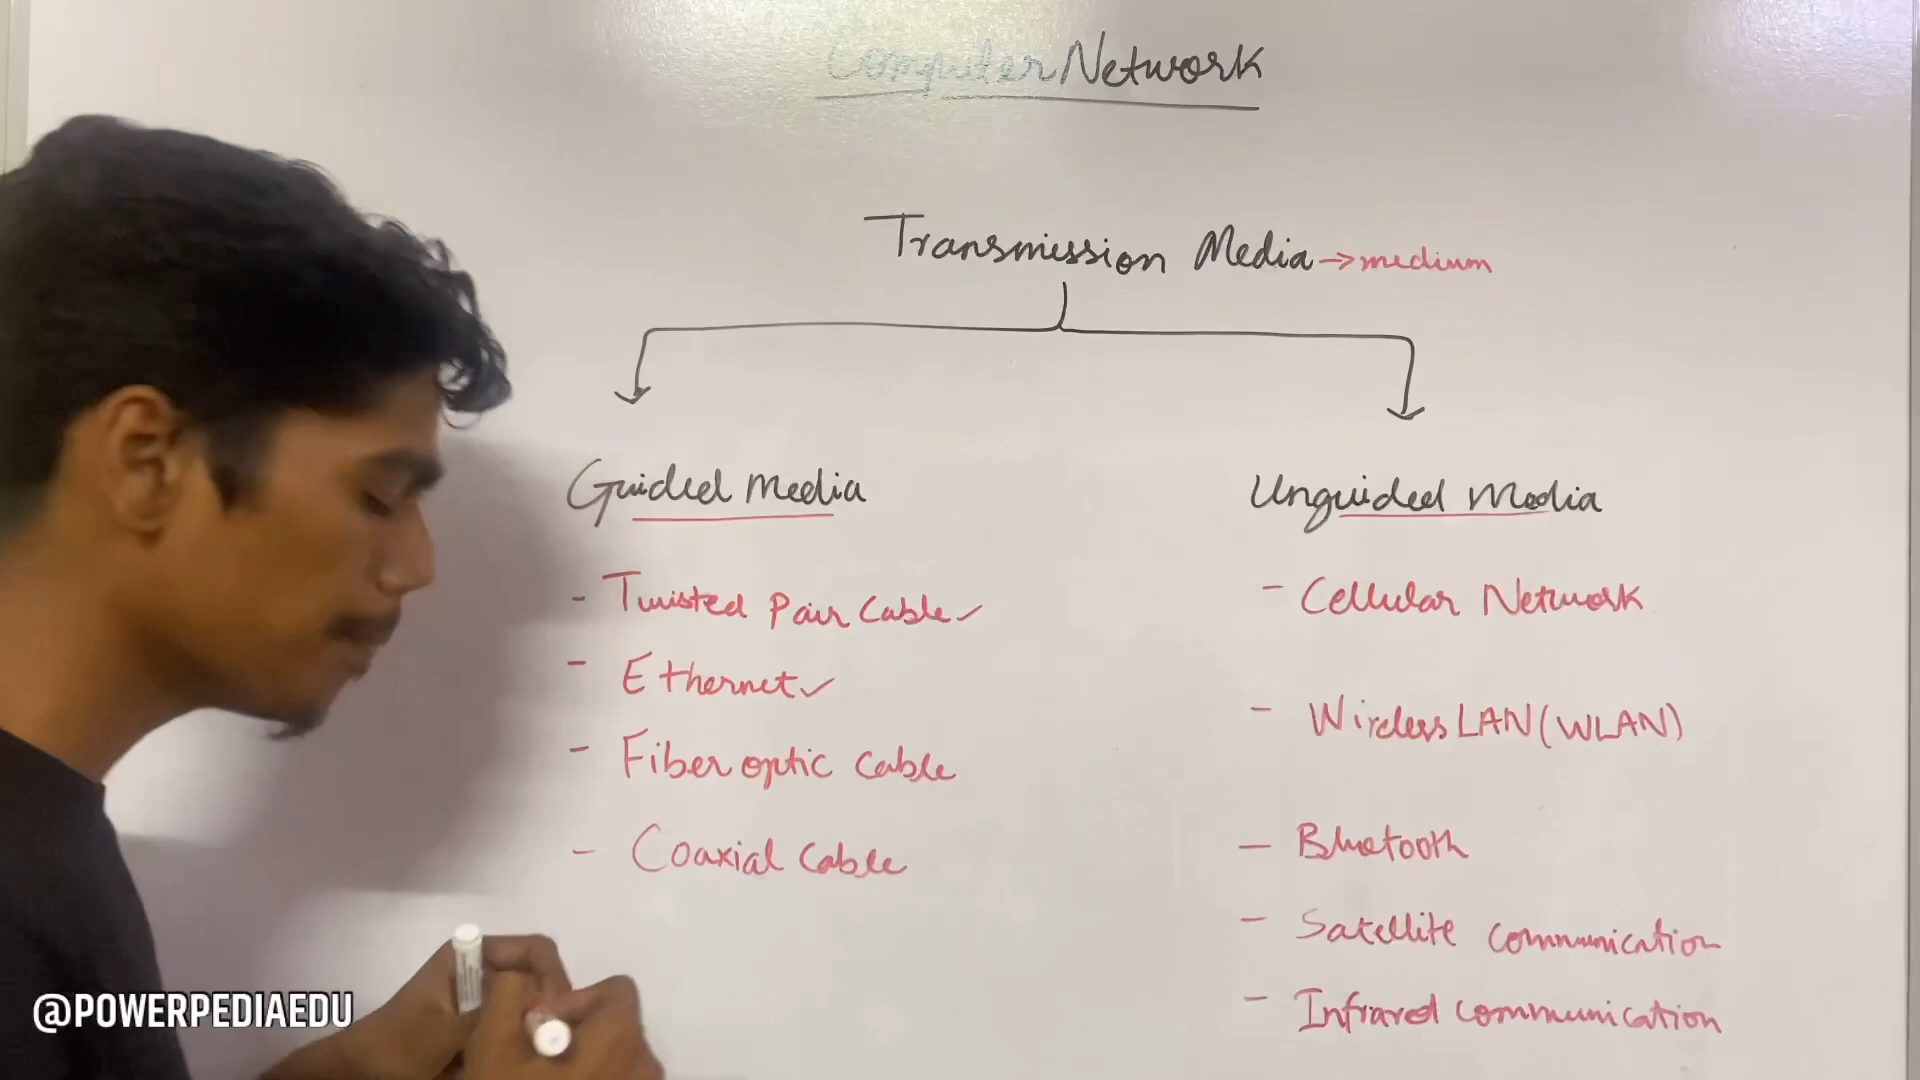 Computer Network
Transmission Media → medium
Guided Media
- Twisted Pair Cable ✓
- Ethernet ✓
- Fiber optic Cable
- Coaxial Cable
Unguided Media
- Cellular Network
- Wireless LAN (WLAN)
- Bluetooth
- Satellite Communication
- Infrared Communication
@POWERPEDIAEDU